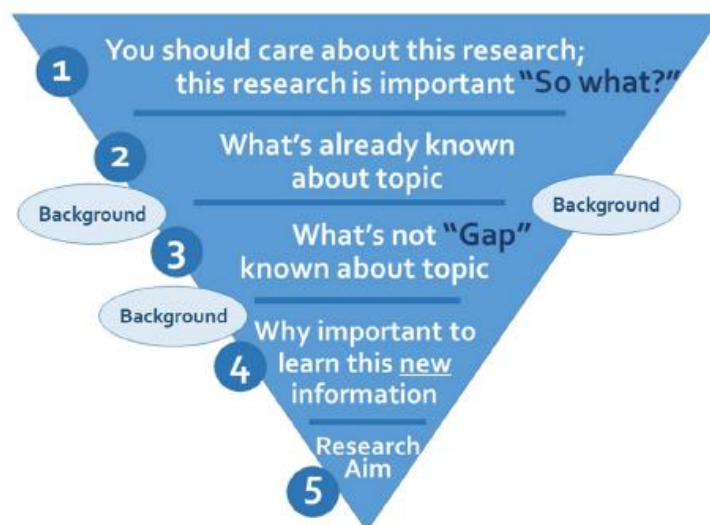 1
You should care about this research;
this research is important "So what?"
2
What's already known
about topic
Background
Background
3
What's not "Gap"
known about topic
Background
4
Why important to
learn this new
information
5
Research
Aim